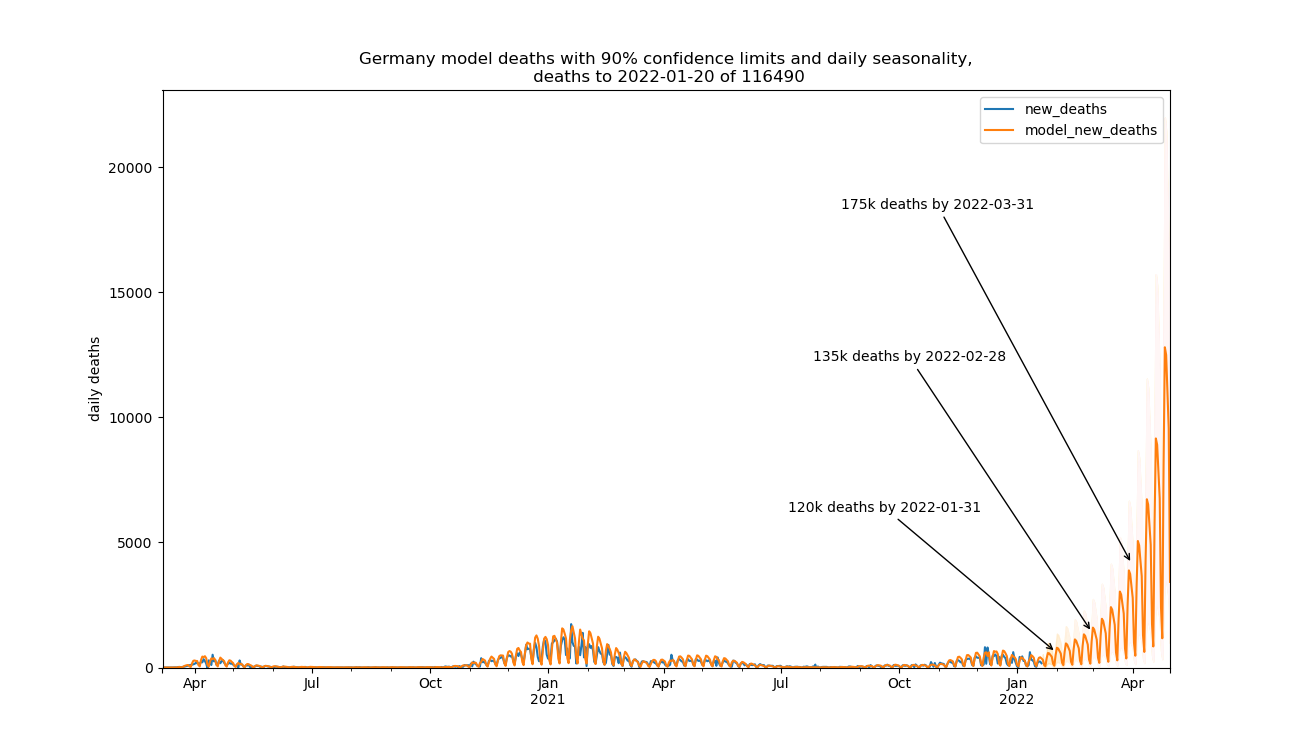 Germany model deaths with 90% confidence limits and daily seasonality,
deaths to 2022-01-20 of 116490
new_deaths
model_new_deaths
20000
15000
10000
5000
0
daily deaths
175k deaths by 2022-03-31
135k deaths by 2022-02-28
120k deaths by 2022-01-31
Apr Jul Oct Jan Apr Jul Oct Jan Apr
2021 2022